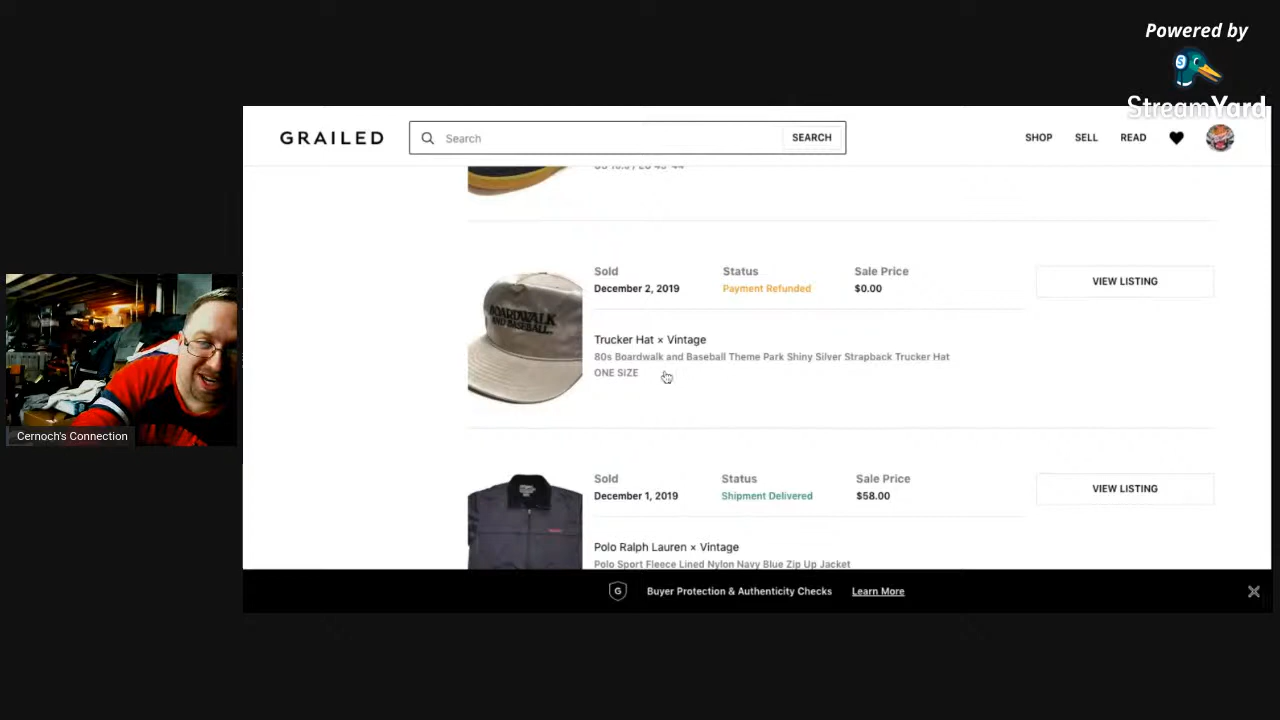 Powered by
StreamYard
GRAILED
Search
SEARCH
SHOP
SELL
READ
Sold
Status
Sale Price
December 2, 2019
Payment Refunded
$0.00
VIEW LISTING
BOARDWALK
AND BASEBALL
Trucker Hat × Vintage
80s Boardwalk and Baseball Theme Park Shiny Silver Strapback Trucker Hat
ONE SIZE
Cernoch's Connection
Sold
Status
Sale Price
December 1, 2019
Shipment Delivered
$58.00
VIEW LISTING
Polo Ralph Lauren × Vintage
Polo Sport Fleece Lined Nylon Navy Blue Zip Up Jacket
G
Buyer Protection & Authenticity Checks
Learn More